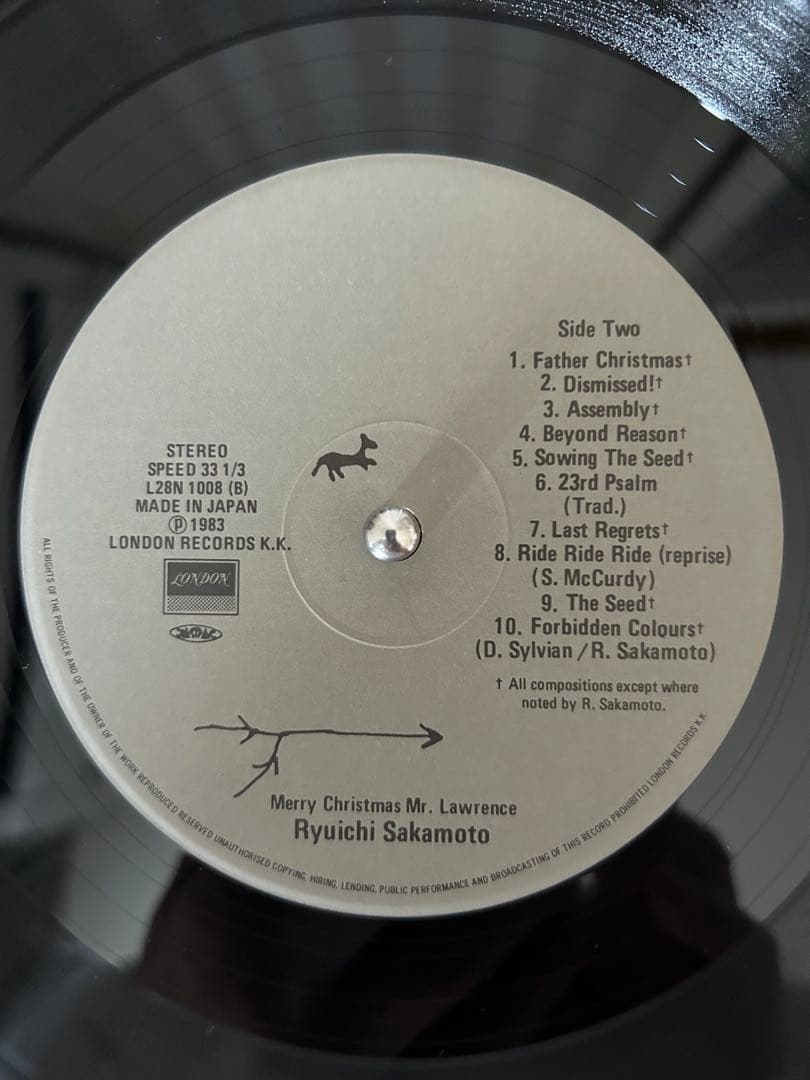 Side Two
1. Father Christmas†
2. Dismissed!†
3. Assembly†
4. Beyond Reason†
5. Sowing The Seed†
6. 23rd Psalm
(Trad.)
7. Last Regrets†
8. Ride Ride Ride (reprise)
(S. McCurdy)
9. The Seed†
10. Forbidden Colours†
(D. Sylvian / R. Sakamoto)
† All compositions except where
noted by R. Sakamoto.
STEREO
SPEED 33 1/3
L28N 1008 (B)
MADE IN JAPAN
Ⓟ 1983
LONDON RECORDS K.K.
LONDON
Merry Christmas Mr. Lawrence
Ryuichi Sakamoto
ALL RIGHTS OF THE PRODUCER AND OF THE OWNER OF THE WORK REPRODUCED RESERVED UNAUTHORISED COPYING, HIRING, LENDING, PUBLIC PERFORMANCE AND BROADCASTING OF THIS RECORD PROHIBITED LONDON RECORDS K.K